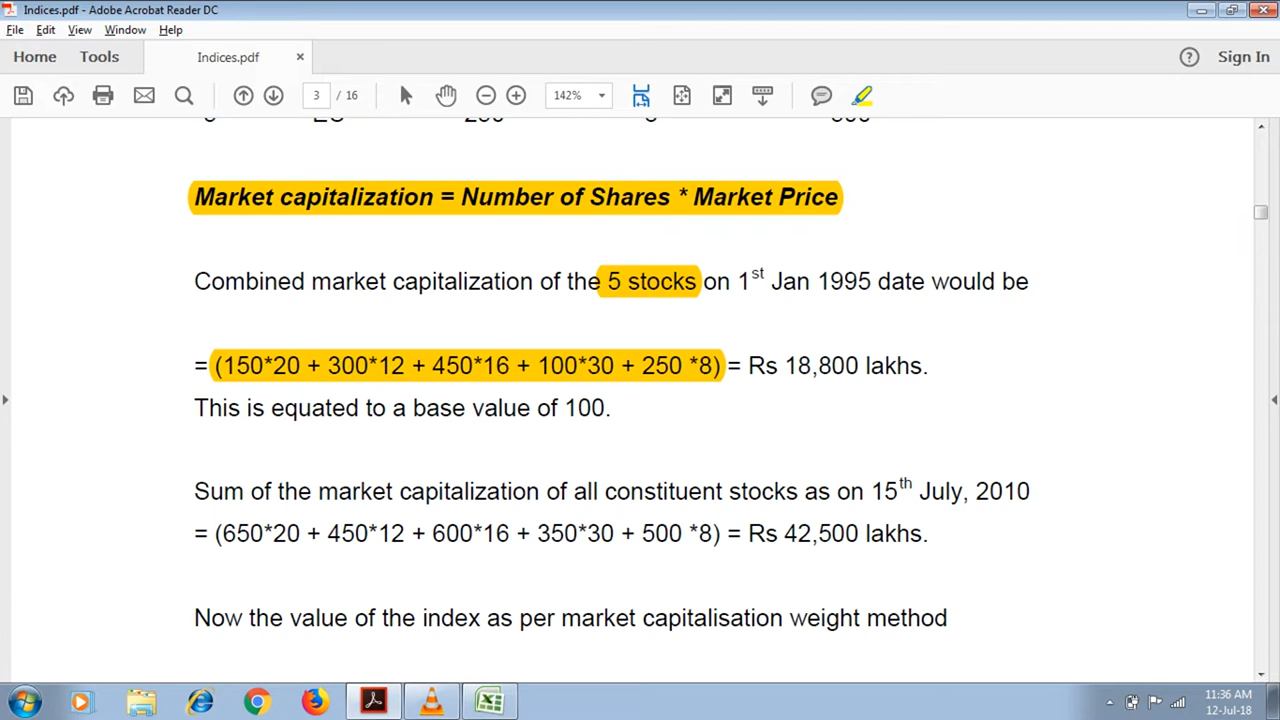 Indices.pdf - Adobe Acrobat Reader DC
File Edit View Window Help
Home Tools Indices.pdf × Sign In
3 / 16 142%
Market capitalization = Number of Shares * Market Price
Combined market capitalization of the 5 stocks on 1st Jan 1995 date would be
= (150*20 + 300*12 + 450*16 + 100*30 + 250 *8) = Rs 18,800 lakhs.
This is equated to a base value of 100.
Sum of the market capitalization of all constituent stocks as on 15th July, 2010
= (650*20 + 450*12 + 600*16 + 350*30 + 500 *8) = Rs 42,500 lakhs.
Now the value of the index as per market capitalisation weight method
11:36 AM
12-Jul-18